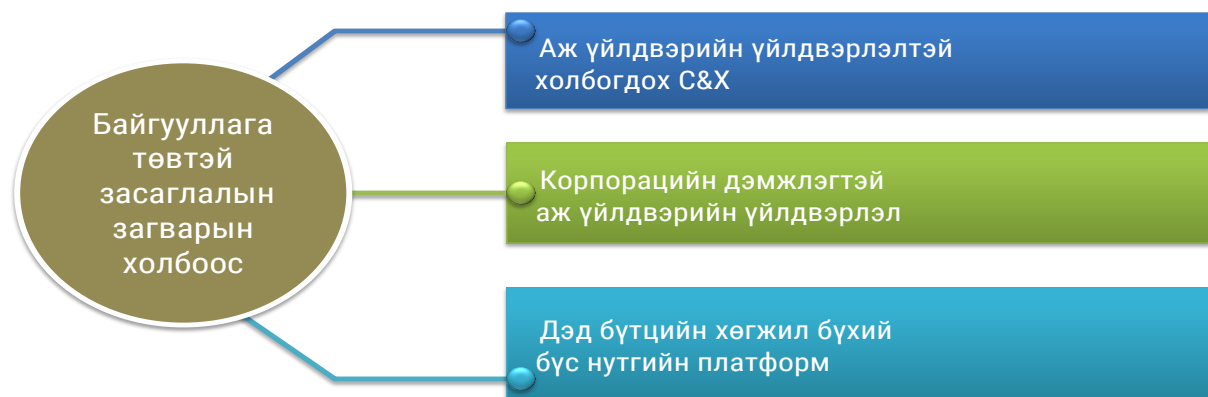 Байгууллага
төвтэй
засаглалын
загварын
холбоос
Аж үйлдвэрийн үйлдвэрлэлтэй
холбогдох С&Х
Корпорацийн дэмжлэгтэй
аж үйлдвэрийн үйлдвэрлэл
Дэд бүтцийн хөгжил бүхий
бүс нутгийн платформ